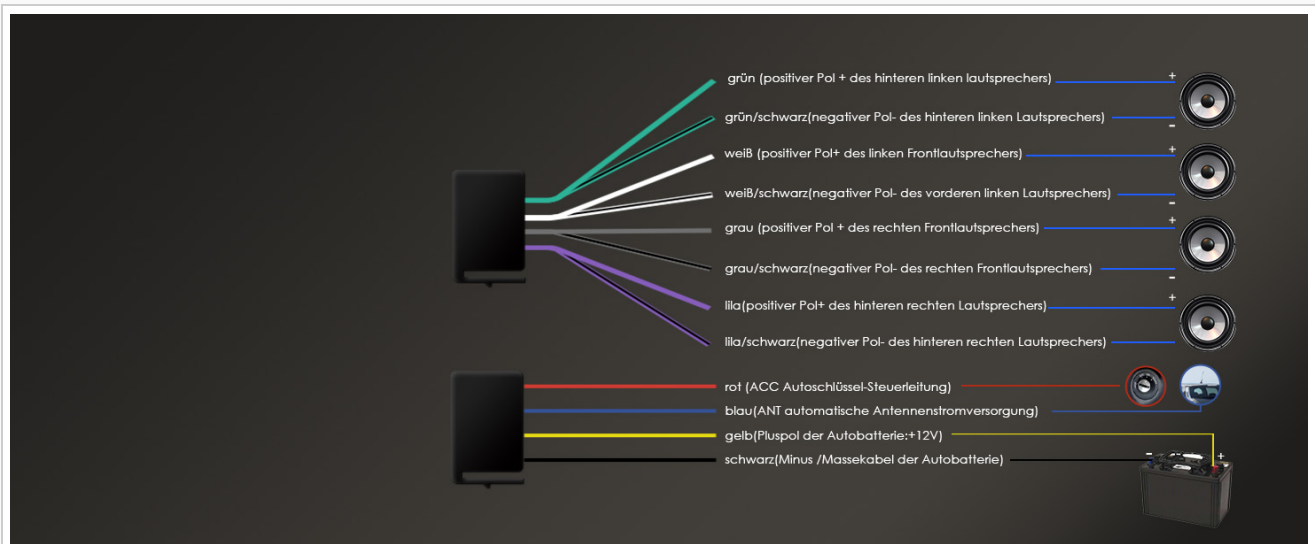 grün (positiver Pol + des hinteren linken lautsprechers)
+
grün/schwarz(negativer Pol- des hinteren linken Lautsprechers)
-
weiß (positiver Pol+ des linken Frontlautsprechers)
+
weiß/schwarz(negativer Pol- des vorderen linken Lautsprechers)
-
grau (positiver Pol + des rechten Frontlautsprechers)
+
grau/schwarz(negativer Pol- des rechten Frontlautsprechers)
-
lila(positiver Pol+ des hinteren rechten Lautsprechers)
+
lila/schwarz(negativer Pol- des hinteren rechten Lautsprechers)
-
rot (ACC Autoschlüssel-Steuerleitung)
blau(ANT automatische Antennenstromversorgung)
gelb(Pluspol der Autobatterie:+12V)
schwarz(Minus /Massekabel der Autobatterie)
- +